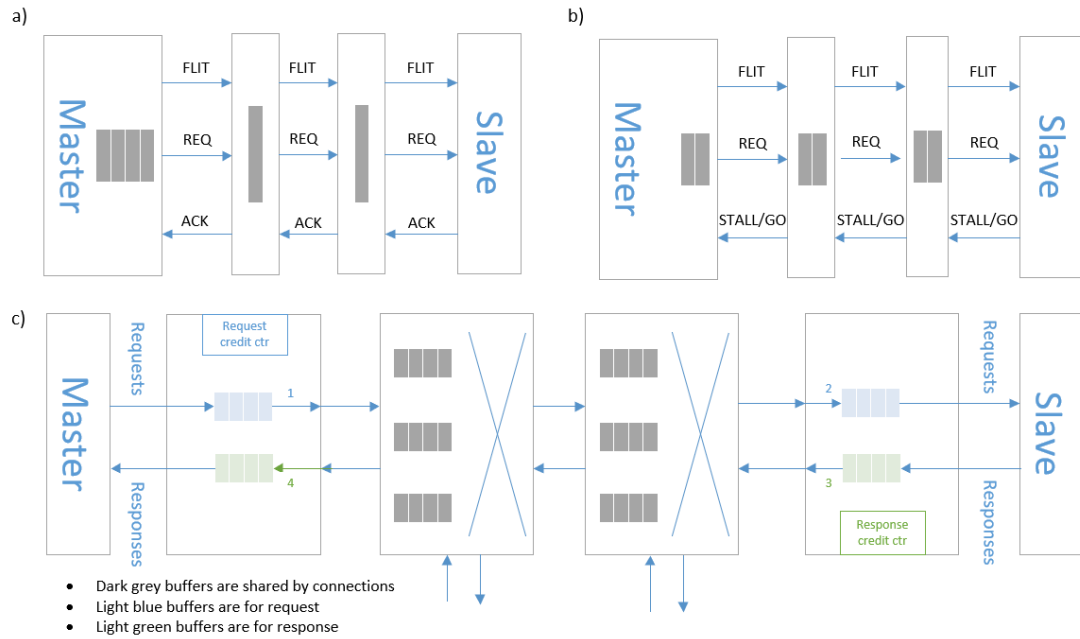 a)
b)
Master
FLIT
FLIT
FLIT
REQ
REQ
REQ
ACK
ACK
ACK
Slave
Master
FLIT
FLIT
FLIT
REQ
REQ
REQ
STALL/GO
STALL/GO
STALL/GO
Slave
c)
Master
Requests
Responses
Request
credit ctr
1
4
2
3
Response
credit ctr
Requests
Responses
Slave
• Dark grey buffers are shared by connections
• Light blue buffers are for request
• Light green buffers are for response